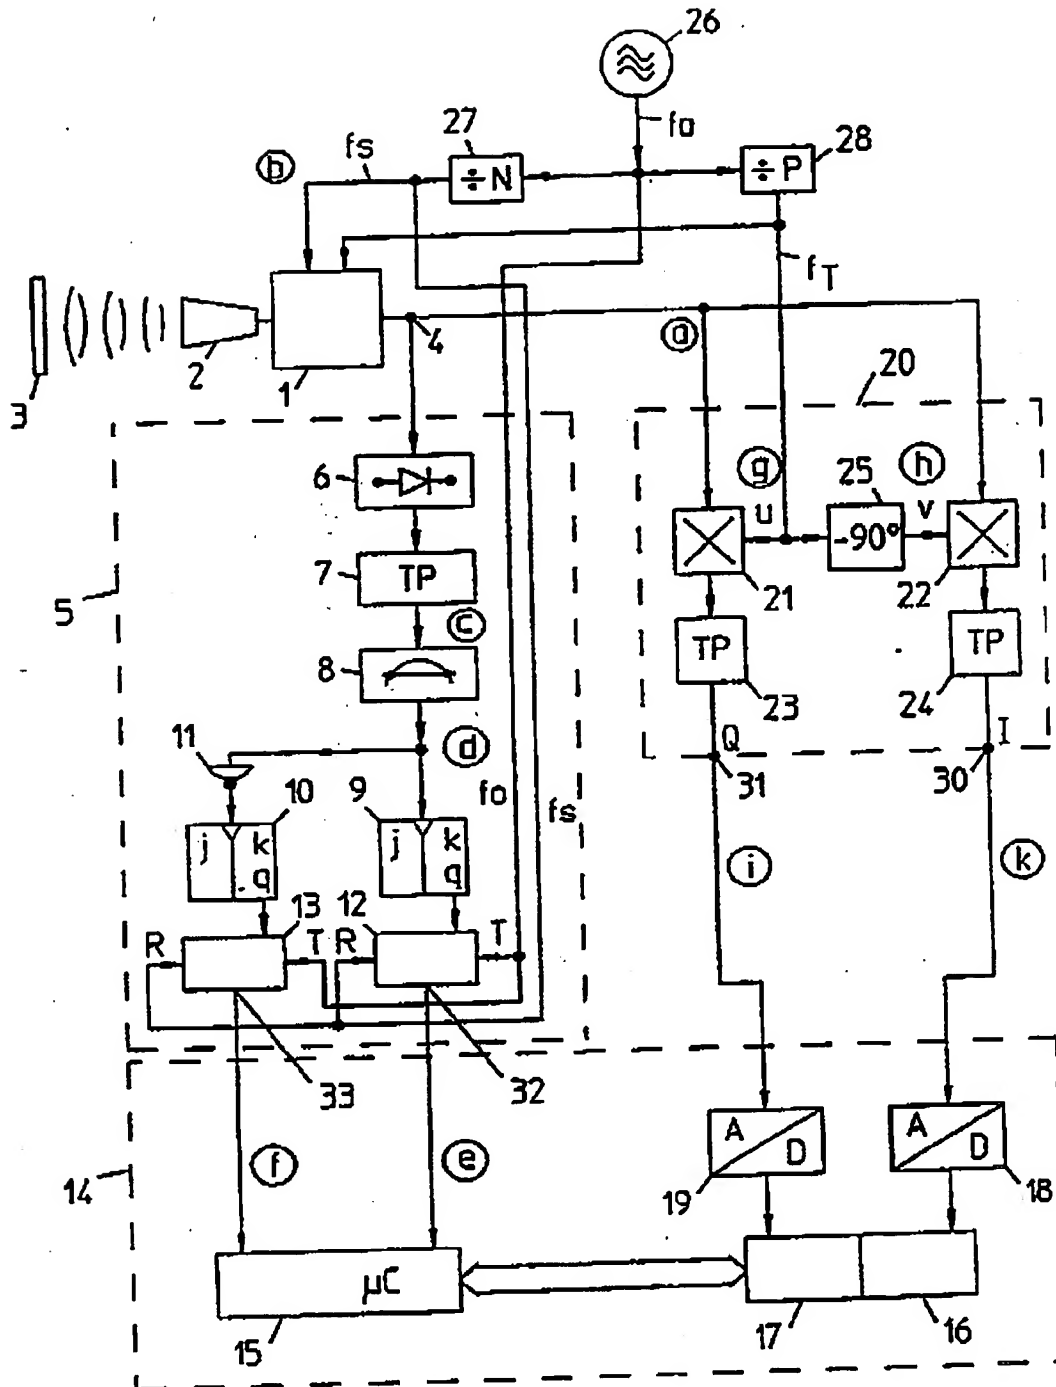 26
fo
27
28
fs
b
÷ N
÷ P
fT
a
4
20
3
2
1
6
g
25
h
u
-90°
v
7
TP
21
22
5
c
TP
TP
8
23
24
11
d
Q
I
10
9
fo
31
30
j
k
q
j
k
q
fs
i
k
13
12
R
T
R
T
33
32
A
D
A
D
14
f
e
19
18
µC
15
17
16